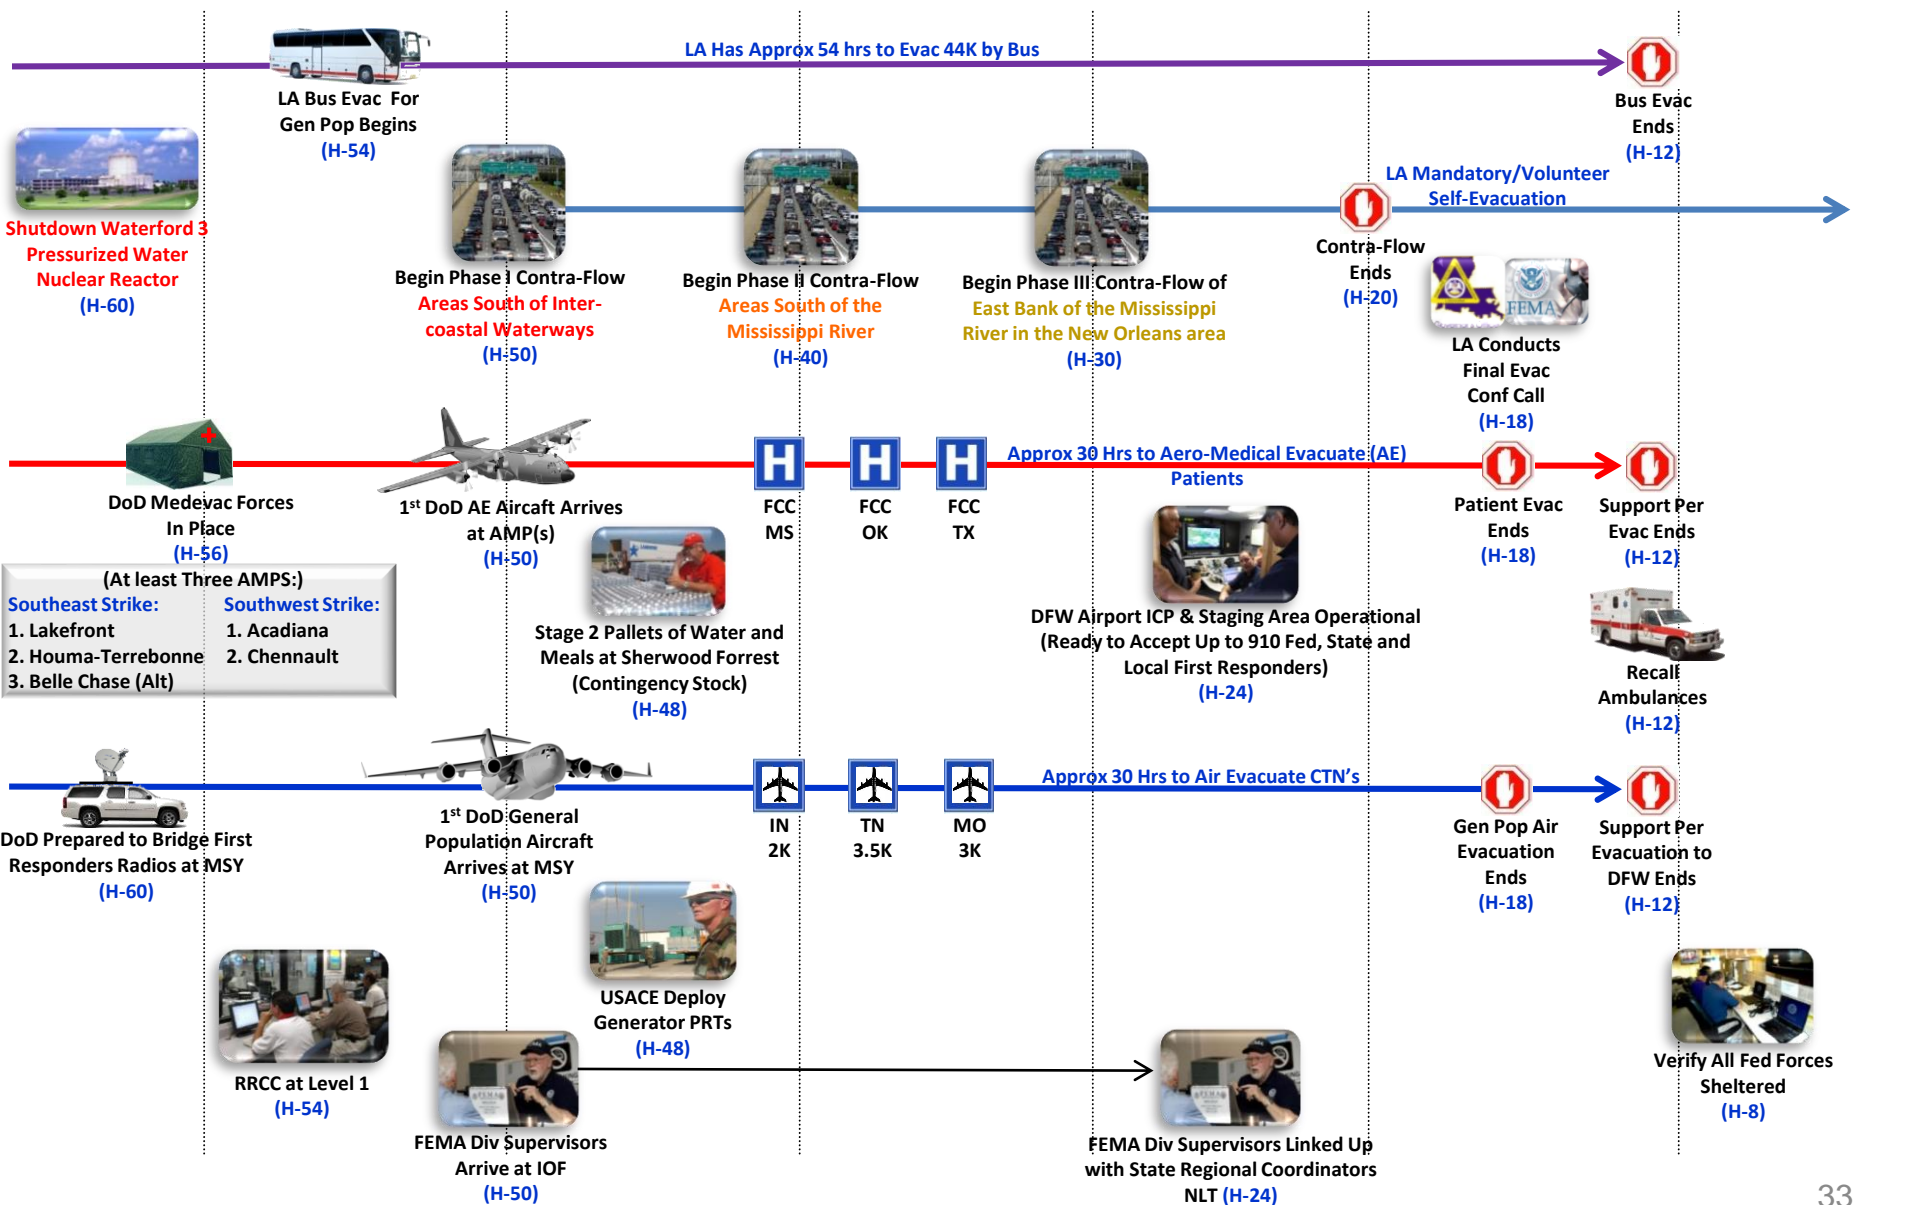 LA Has Approx 54 hrs to Evac 44K by Bus
LA Bus Evac For
Gen Pop Begins
(H-54)
Bus Evac
Ends
(H-12)
Shutdown Waterford 3
Pressurized Water
Nuclear Reactor
(H-60)
Begin Phase I Contra-Flow
Areas South of Inter-
coastal Waterways
(H-50)
Begin Phase II Contra-Flow
Areas South of the
Mississippi River
(H-40)
Begin Phase III Contra-Flow of
East Bank of the Mississippi
River in the New Orleans area
(H-30)
Contra-Flow
Ends
(H-20)
LA Mandatory/Volunteer
Self-Evacuation
FEMA
LA Conducts
Final Evac
Conf Call
(H-18)
DoD Medevac Forces
In Place
(H-56)
1st DoD AE Aircaft Arrives
at AMP(s)
(H-50)
H
FCC
MS
H
FCC
OK
H
FCC
TX
Approx 30 Hrs to Aero-Medical Evacuate (AE)
Patients
Patient Evac
Ends
(H-18)
Support Per
Evac Ends
(H-12)
(At least Three AMPS:)
Southeast Strike:
1. Lakefront
2. Houma-Terrebonne
3. Belle Chase (Alt)
Southwest Strike:
1. Acadiana
2. Chennault
Stage 2 Pallets of Water and
Meals at Sherwood Forrest
(Contingency Stock)
(H-48)
DFW Airport ICP & Staging Area Operational
(Ready to Accept Up to 910 Fed, State and
Local First Responders)
(H-24)
Recall
Ambulances
(H-12)
DoD Prepared to Bridge First
Responders Radios at MSY
(H-60)
1st DoD General
Population Aircraft
Arrives at MSY
(H-50)
IN
2K
TN
3.5K
MO
3K
Approx 30 Hrs to Air Evacuate CTN's
Gen Pop Air
Evacuation
Ends
(H-18)
Support Per
Evacuation to
DFW Ends
(H-12)
RRCC at Level 1
(H-54)
USACE Deploy
Generator PRTs
(H-48)
FEMA Div Supervisors
Arrive at IOF
(H-50)
FEMA Div Supervisors Linked Up
with State Regional Coordinators
NLT (H-24)
Verify All Fed Forces
Sheltered
(H-8)
33